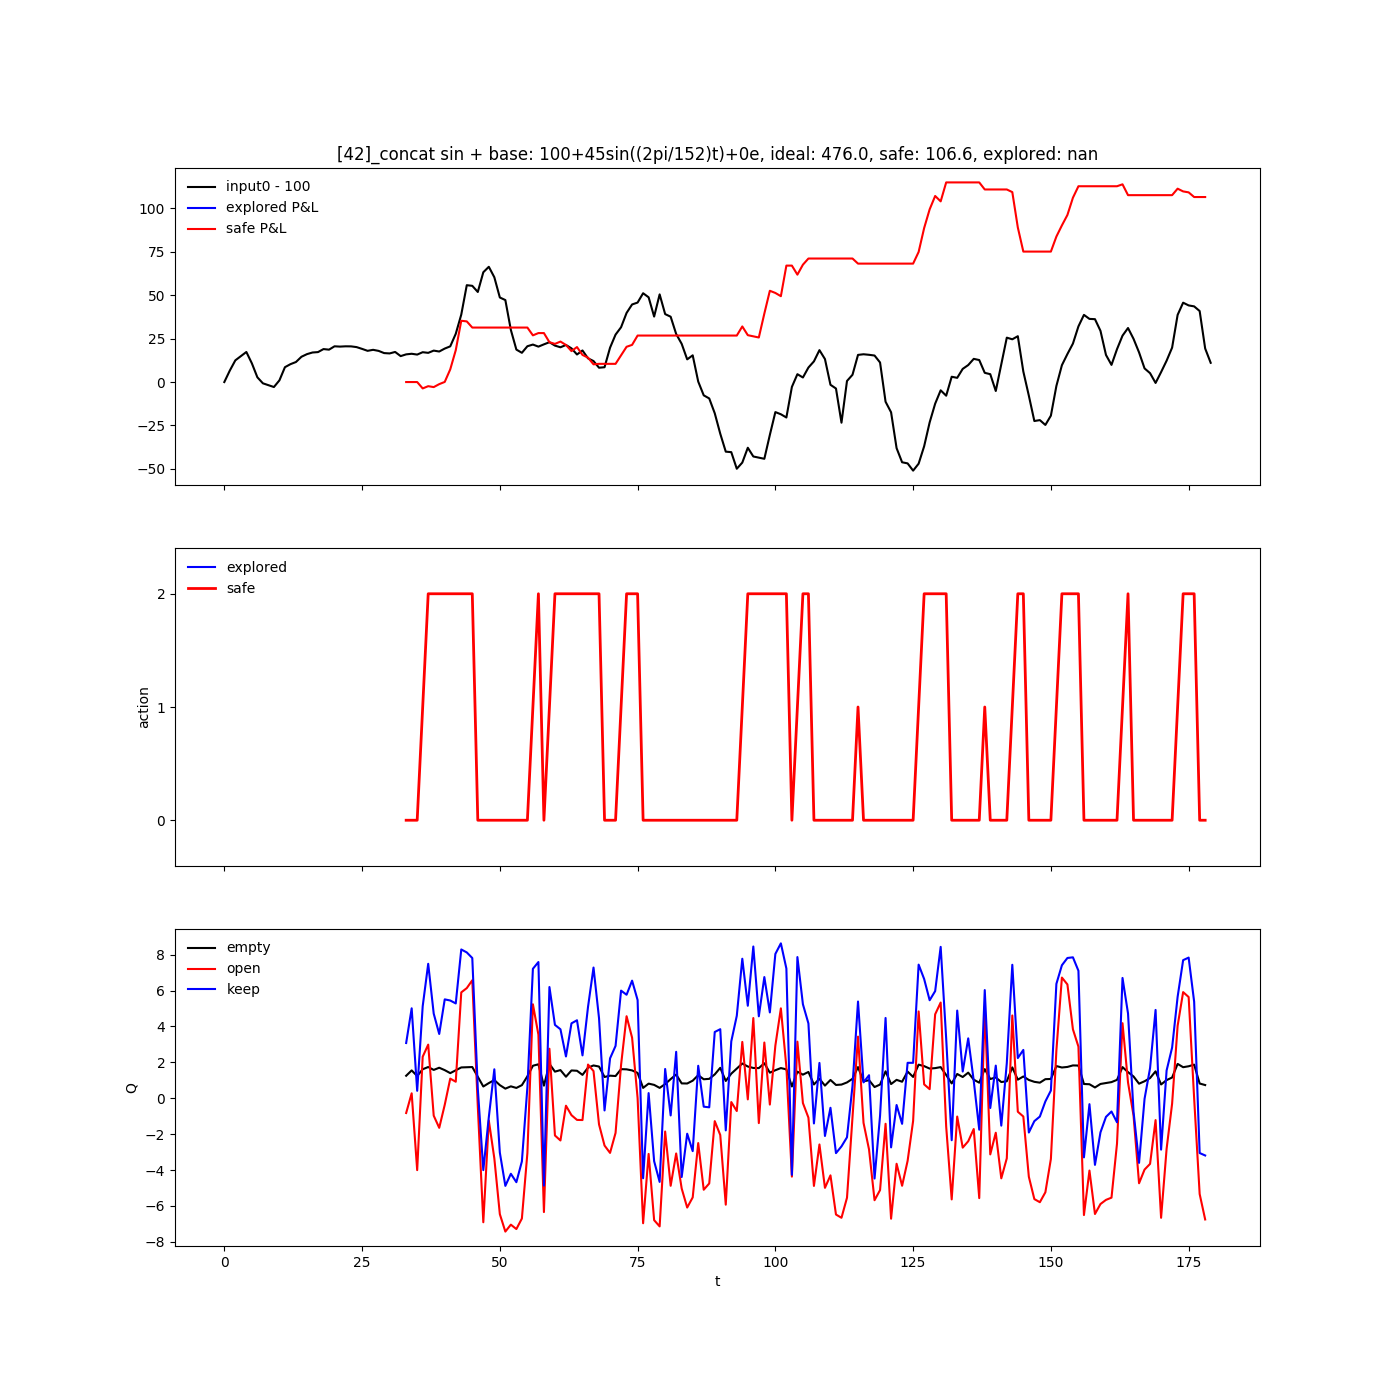 [42]_concat sin + base: 100+45sin((2pi/152)t)+0e, ideal: 476.0, safe: 106.6, explored: nan
input0 - 100
explored P&L
safe P&L
100
75
50
25
0
−25
−50
explored
safe
2
1
0
action
empty
open
keep
8
6
4
2
0
−2
−4
−6
−8
Q
0 25 50 75 100 125 150 175
t